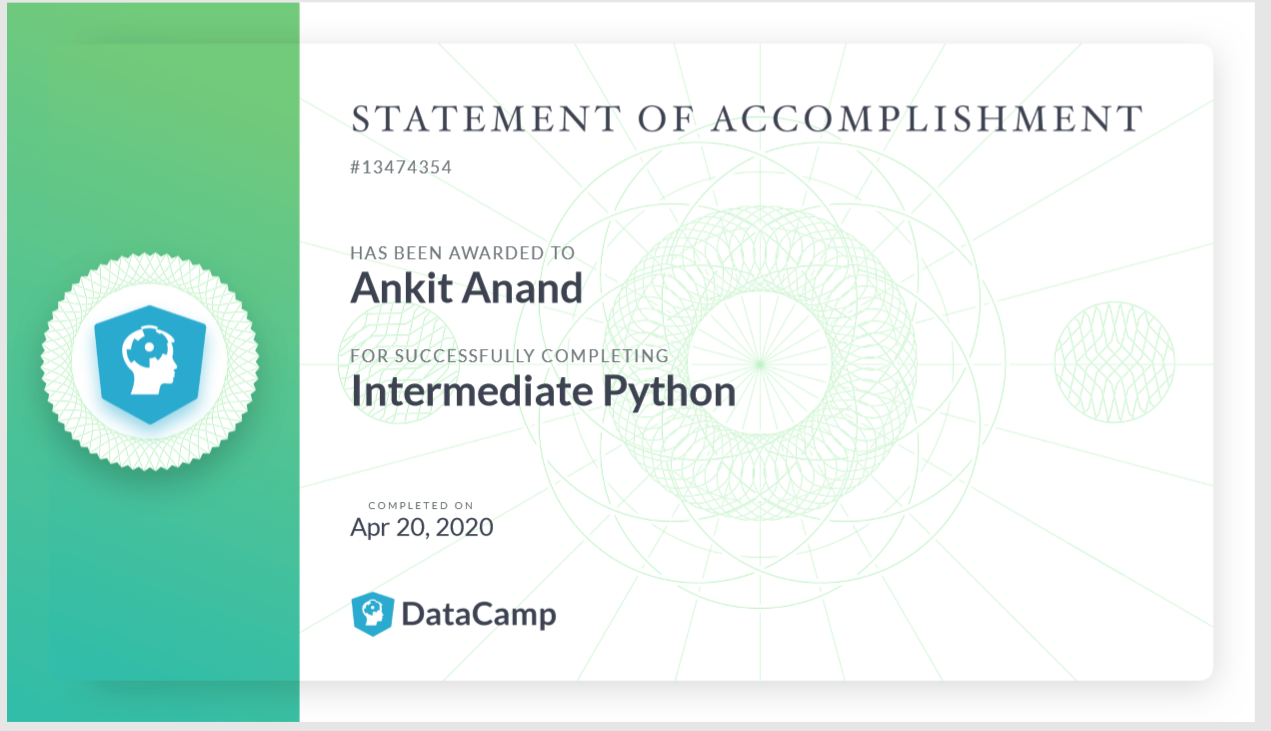 STATEMENT OF ACCOMPLISHMENT
#13474354
HAS BEEN AWARDED TO
Ankit Anand
FOR SUCCESSFULLY COMPLETING
Intermediate Python
COMPLETED ON
Apr 20, 2020
DataCamp